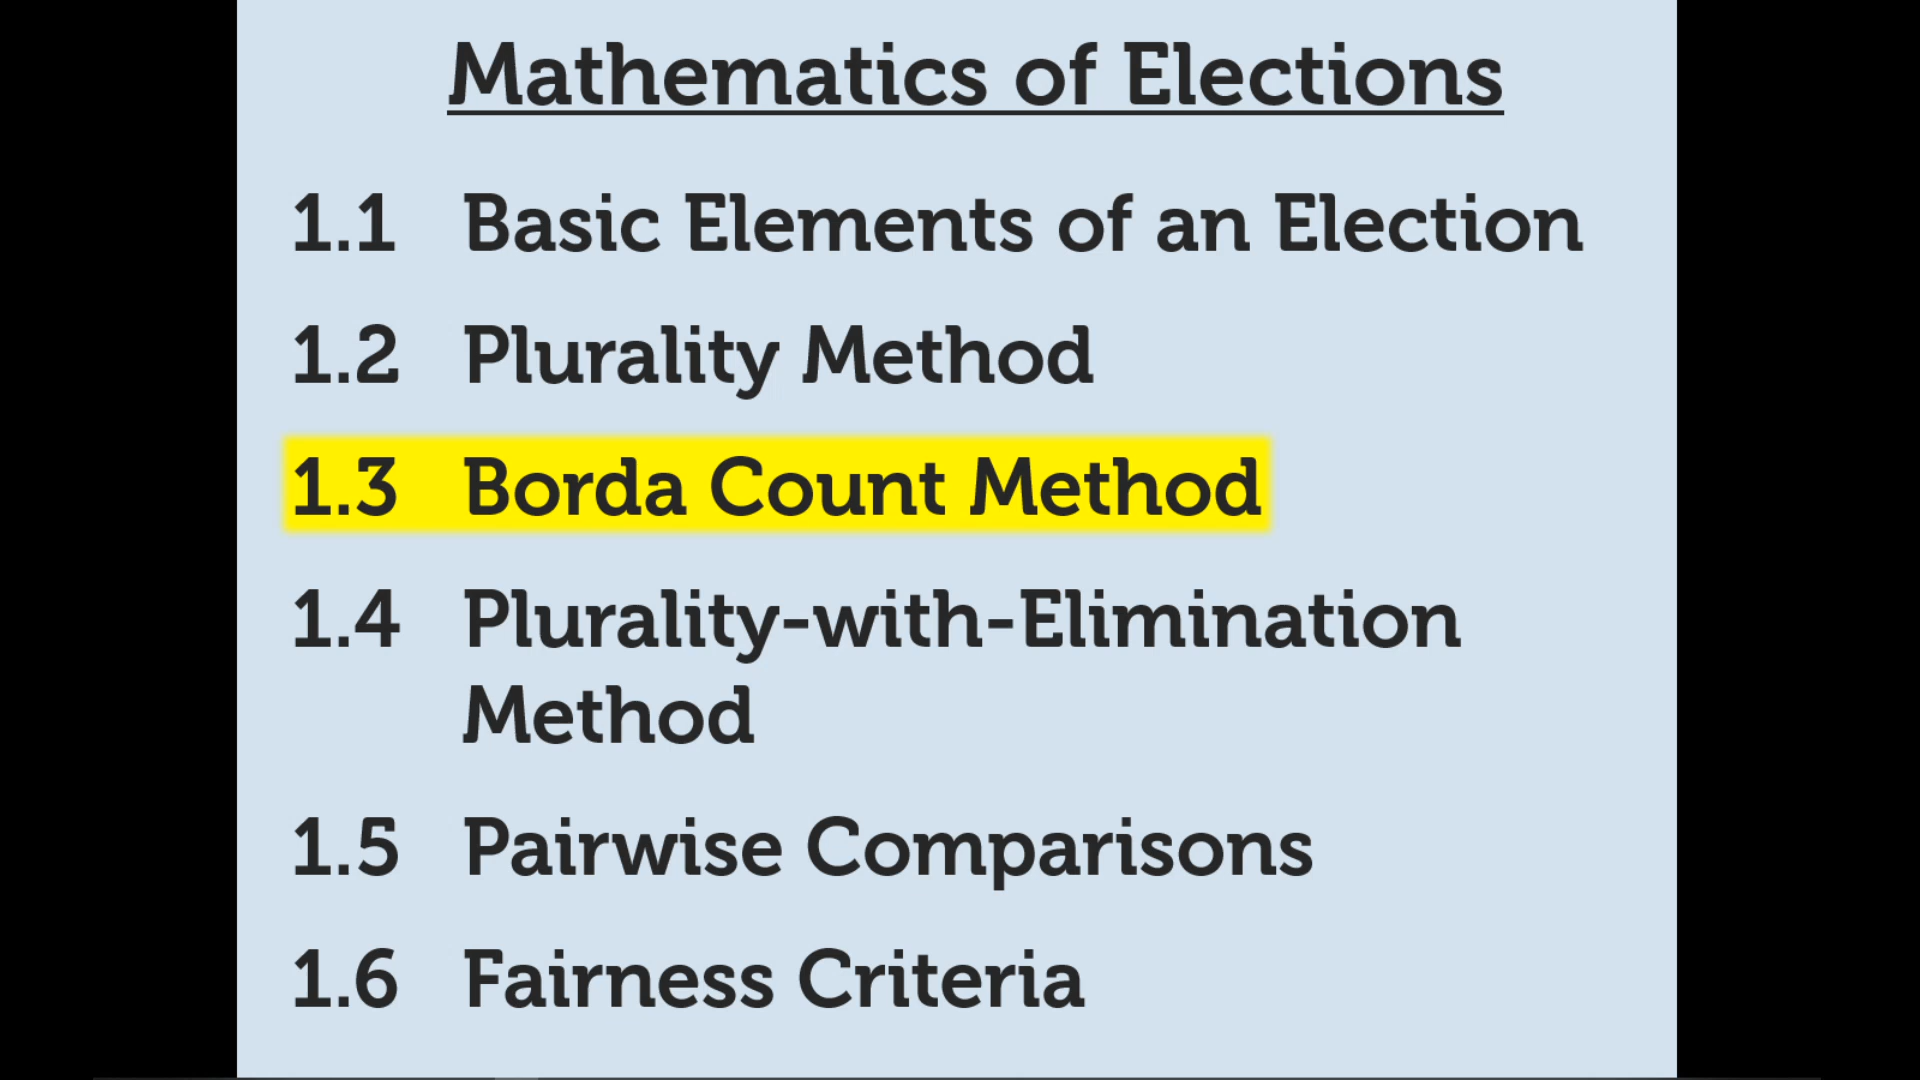 Mathematics of Elections
1.1 Basic Elements of an Election
1.2 Plurality Method
1.3 Borda Count Method
1.4 Plurality-with-Elimination
Method
1.5 Pairwise Comparisons
1.6 Fairness Criteria